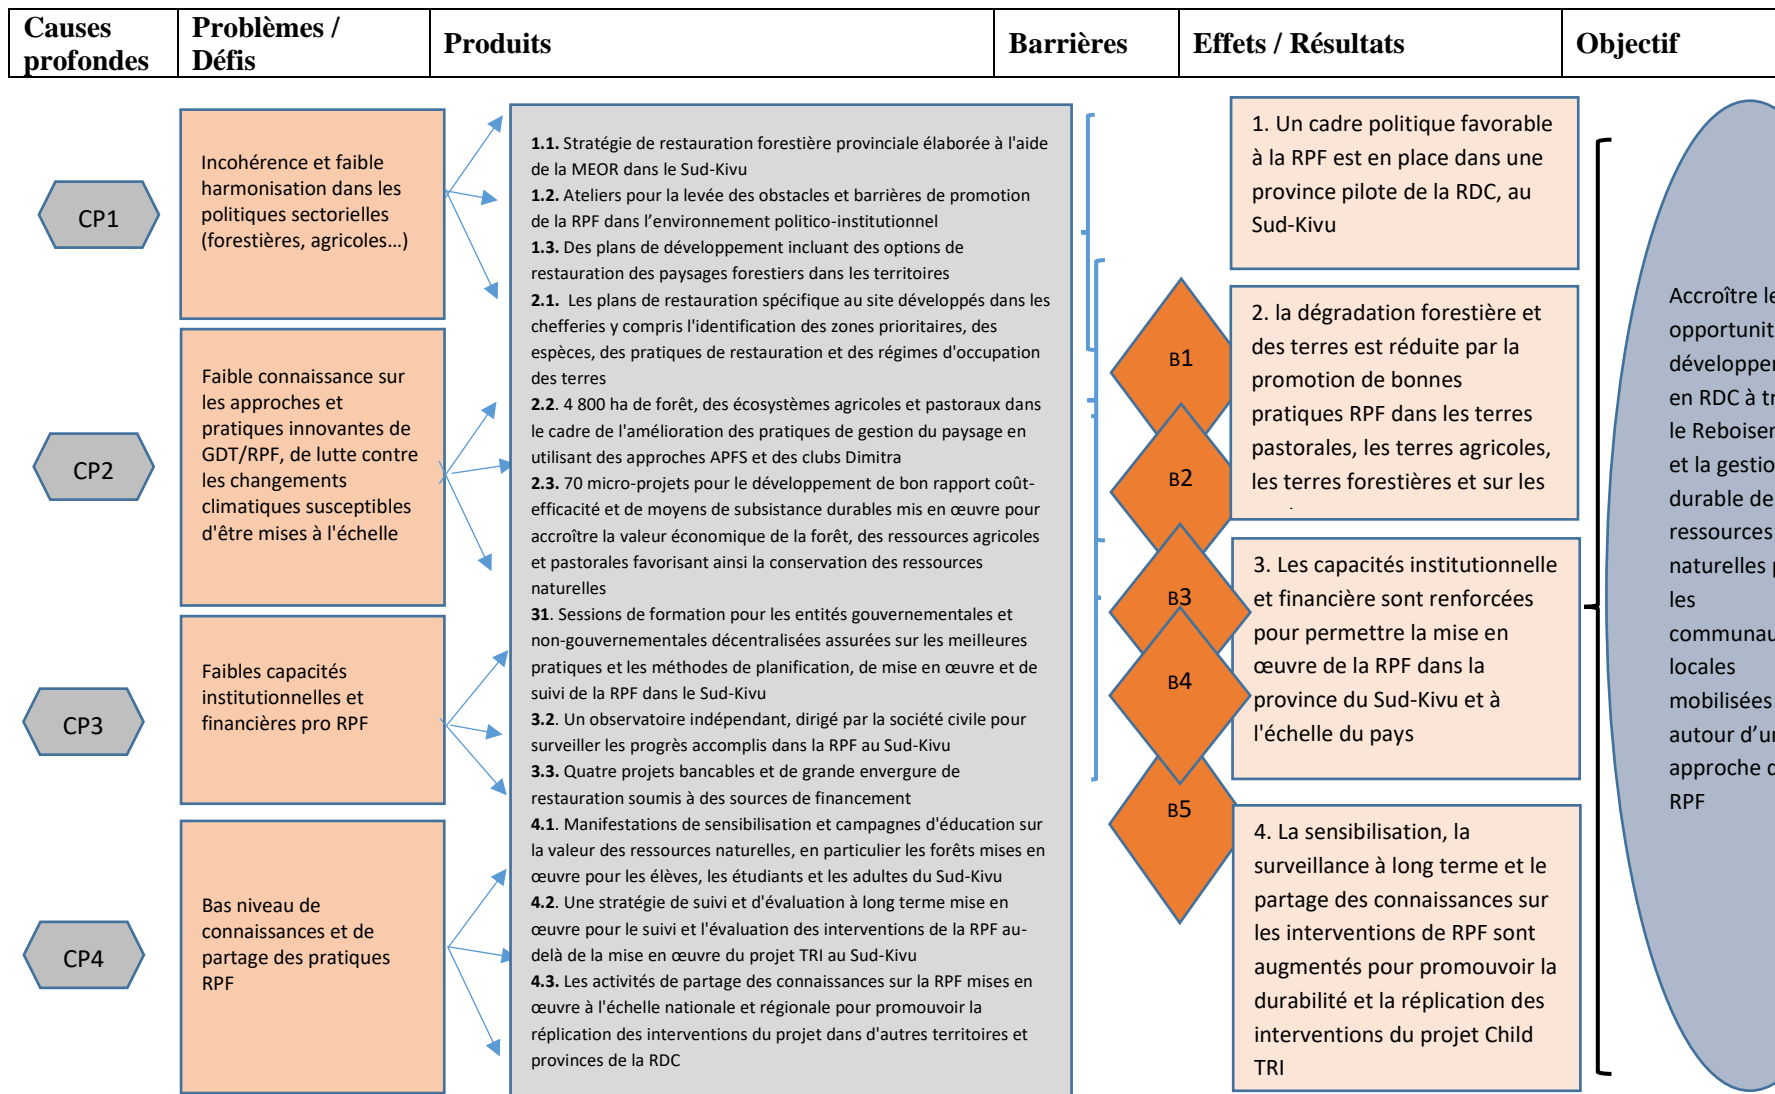 Causes
profondes
Problèmes /
Défis
Produits
Barrières
Effets / Résultats
Objectif
CP1
CP2
CP3
CP4
Incohérence et faible
harmonisation dans les
politiques sectorielles
(forestières, agricoles…)
Faible connaissance sur
les approches et
pratiques innovantes de
GDT/RPF, de lutte contre
les changements
climatiques susceptibles
d'être mises à l'échelle
Faibles capacités
institutionnelles et
financières pro RPF
Bas niveau de
connaissances et de
partage des pratiques
RPF
1.1. Stratégie de restauration forestière provinciale élaborée à l'aide
de la MEOR dans le Sud-Kivu
1.2. Ateliers pour la levée des obstacles et barrières de promotion
de la RPF dans l’environnement politico-institutionnel
1.3. Des plans de développement incluant des options de
restauration des paysages forestiers dans les territoires
2.1. Les plans de restauration spécifique au site développés dans les
chefferies y compris l'identification des zones prioritaires, des
espèces, des pratiques de restauration et des régimes d'occupation
des terres
2.2. 4 800 ha de forêt, des écosystèmes agricoles et pastoraux dans
le cadre de l'amélioration des pratiques de gestion du paysage en
utilisant des approches APFS et des clubs Dimitra
2.3. 70 micro-projets pour le développement de bon rapport coût-
efficacité et de moyens de subsistance durables mis en œuvre pour
accroître la valeur économique de la forêt, des ressources agricoles
et pastorales favorisant ainsi la conservation des ressources
naturelles
31. Sessions de formation pour les entités gouvernementales et
non-gouvernementales décentralisées assurées sur les meilleures
pratiques et les méthodes de planification, de mise en œuvre et de
suivi de la RPF dans le Sud-Kivu
3.2. Un observatoire indépendant, dirigé par la société civile pour
surveiller les progrès accomplis dans la RPF au Sud-Kivu
3.3. Quatre projets bancables et de grande envergure de
restauration soumis à des sources de financement
4.1. Manifestations de sensibilisation et campagnes d'éducation sur
la valeur des ressources naturelles, en particulier les forêts mises en
œuvre pour les élèves, les étudiants et les adultes du Sud-Kivu
4.2. Une stratégie de suivi et d'évaluation à long terme mise en
œuvre pour le suivi et l'évaluation des interventions de la RPF au-
delà de la mise en œuvre du projet TRI au Sud-Kivu
4.3. Les activités de partage des connaissances sur la RPF mises en
œuvre à l'échelle nationale et régionale pour promouvoir la
réplication des interventions du projet dans d'autres territoires et
provinces de la RDC
B1
B2
B3
B4
B5
1. Un cadre politique favorable
à la RPF est en place dans une
province pilote de la RDC, au
Sud-Kivu
2. la dégradation forestière et
des terres est réduite par la
promotion de bonnes
pratiques RPF dans les terres
pastorales, les terres agricoles,
les terres forestières et sur les
3. Les capacités institutionnelle
et financière sont renforcées
pour permettre la mise en
œuvre de la RPF dans la
province du Sud-Kivu et à
l'échelle du pays
4. La sensibilisation, la
surveillance à long terme et le
partage des connaissances sur
les interventions de RPF sont
augmentés pour promouvoir la
durabilité et la réplication des
interventions du projet Child
TRI
Accroître
en RDC à
le
et la
durable
ressources
naturelles
les
locales
mobilisées
autour
approche
RPF